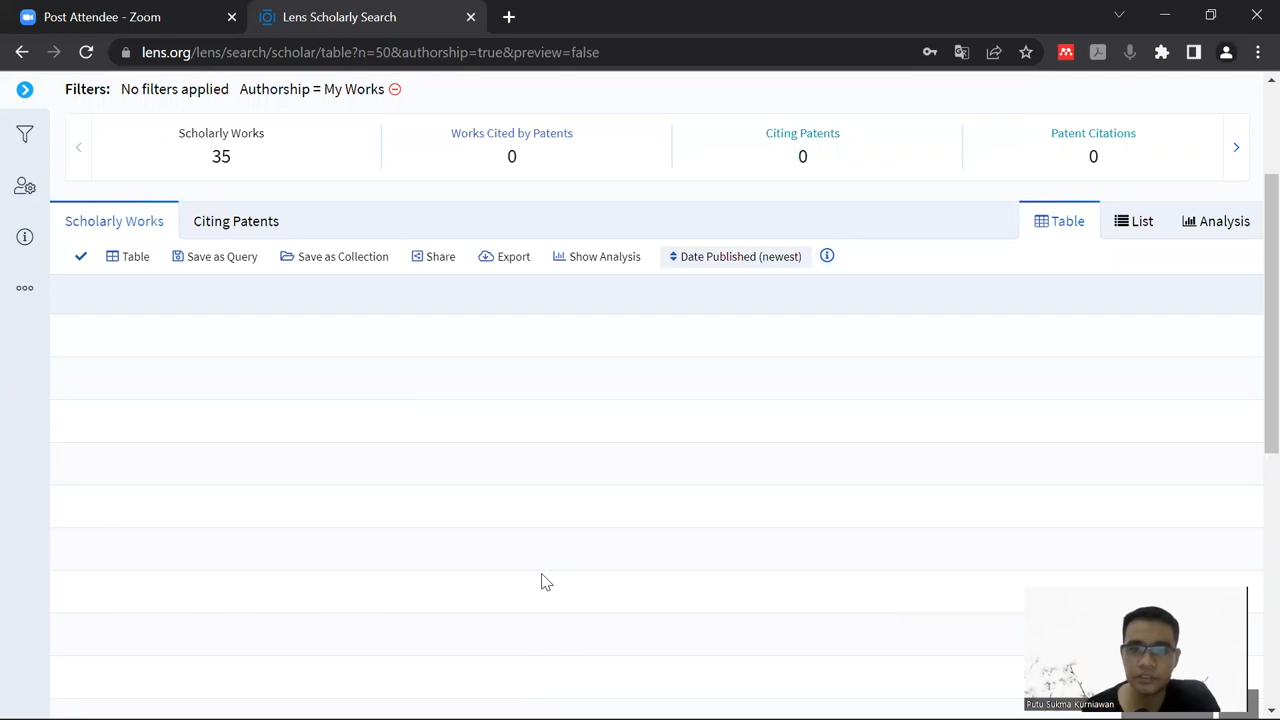 Post Attendee - Zoom
Lens Scholarly Search
lens.org/lens/search/scholar/table?n=50&authorship=true&preview=false
Filters: No filters applied Authorship = My Works
Scholarly Works
35
Works Cited by Patents
0
Citing Patents
0
Patent Citations
0
Scholarly Works
Citing Patents
Table
List
Analysis
Table
Save as Query
Save as Collection
Share
Export
Show Analysis
Date Published (newest)
Putu Sukma Kurniawan